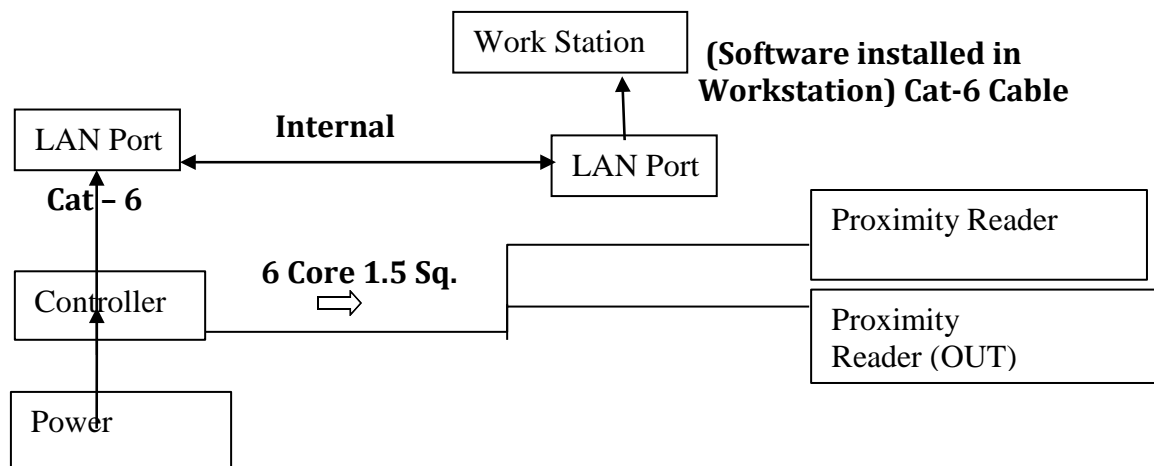 Work Station
(Software installed in
Workstation) Cat-6 Cable
LAN Port
Internal
LAN Port
Cat – 6
Proximity Reader
6 Core 1.5 Sq.
Controller
Proximity
Reader (OUT)
Power